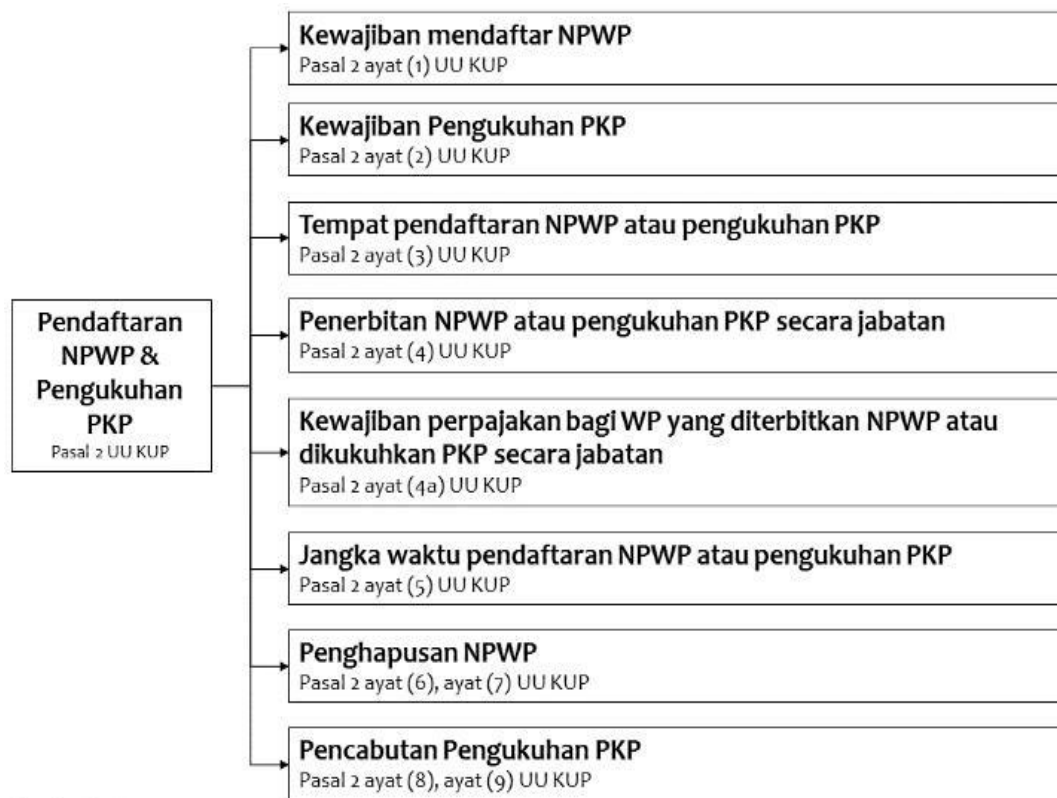 Kewajiban mendaftar NPWP
Pasal 2 ayat (1) UU KUP
Kewajiban Pengukuhan PKP
Pasal 2 ayat (2) UU KUP
Tempat pendaftaran NPWP atau pengukuhan PKP
Pasal 2 ayat (3) UU KUP
Pendaftaran
NPWP &
Pengukuhan
PKP
Pasal 2 UU KUP
Penerbitan NPWP atau pengukuhan PKP secara jabatan
Pasal 2 ayat (4) UU KUP
Kewajiban perpajakan bagi WP yang diterbitkan NPWP atau
dikukuhkan PKP secara jabatan
Pasal 2 ayat (4a) UU KUP
Jangka waktu pendaftaran NPWP atau pengukuhan PKP
Pasal 2 ayat (5) UU KUP
Penghapusan NPWP
Pasal 2 ayat (6), ayat (7) UU KUP
Pencabutan Pengukuhan PKP
Pasal 2 ayat (8), ayat (9) UU KUP